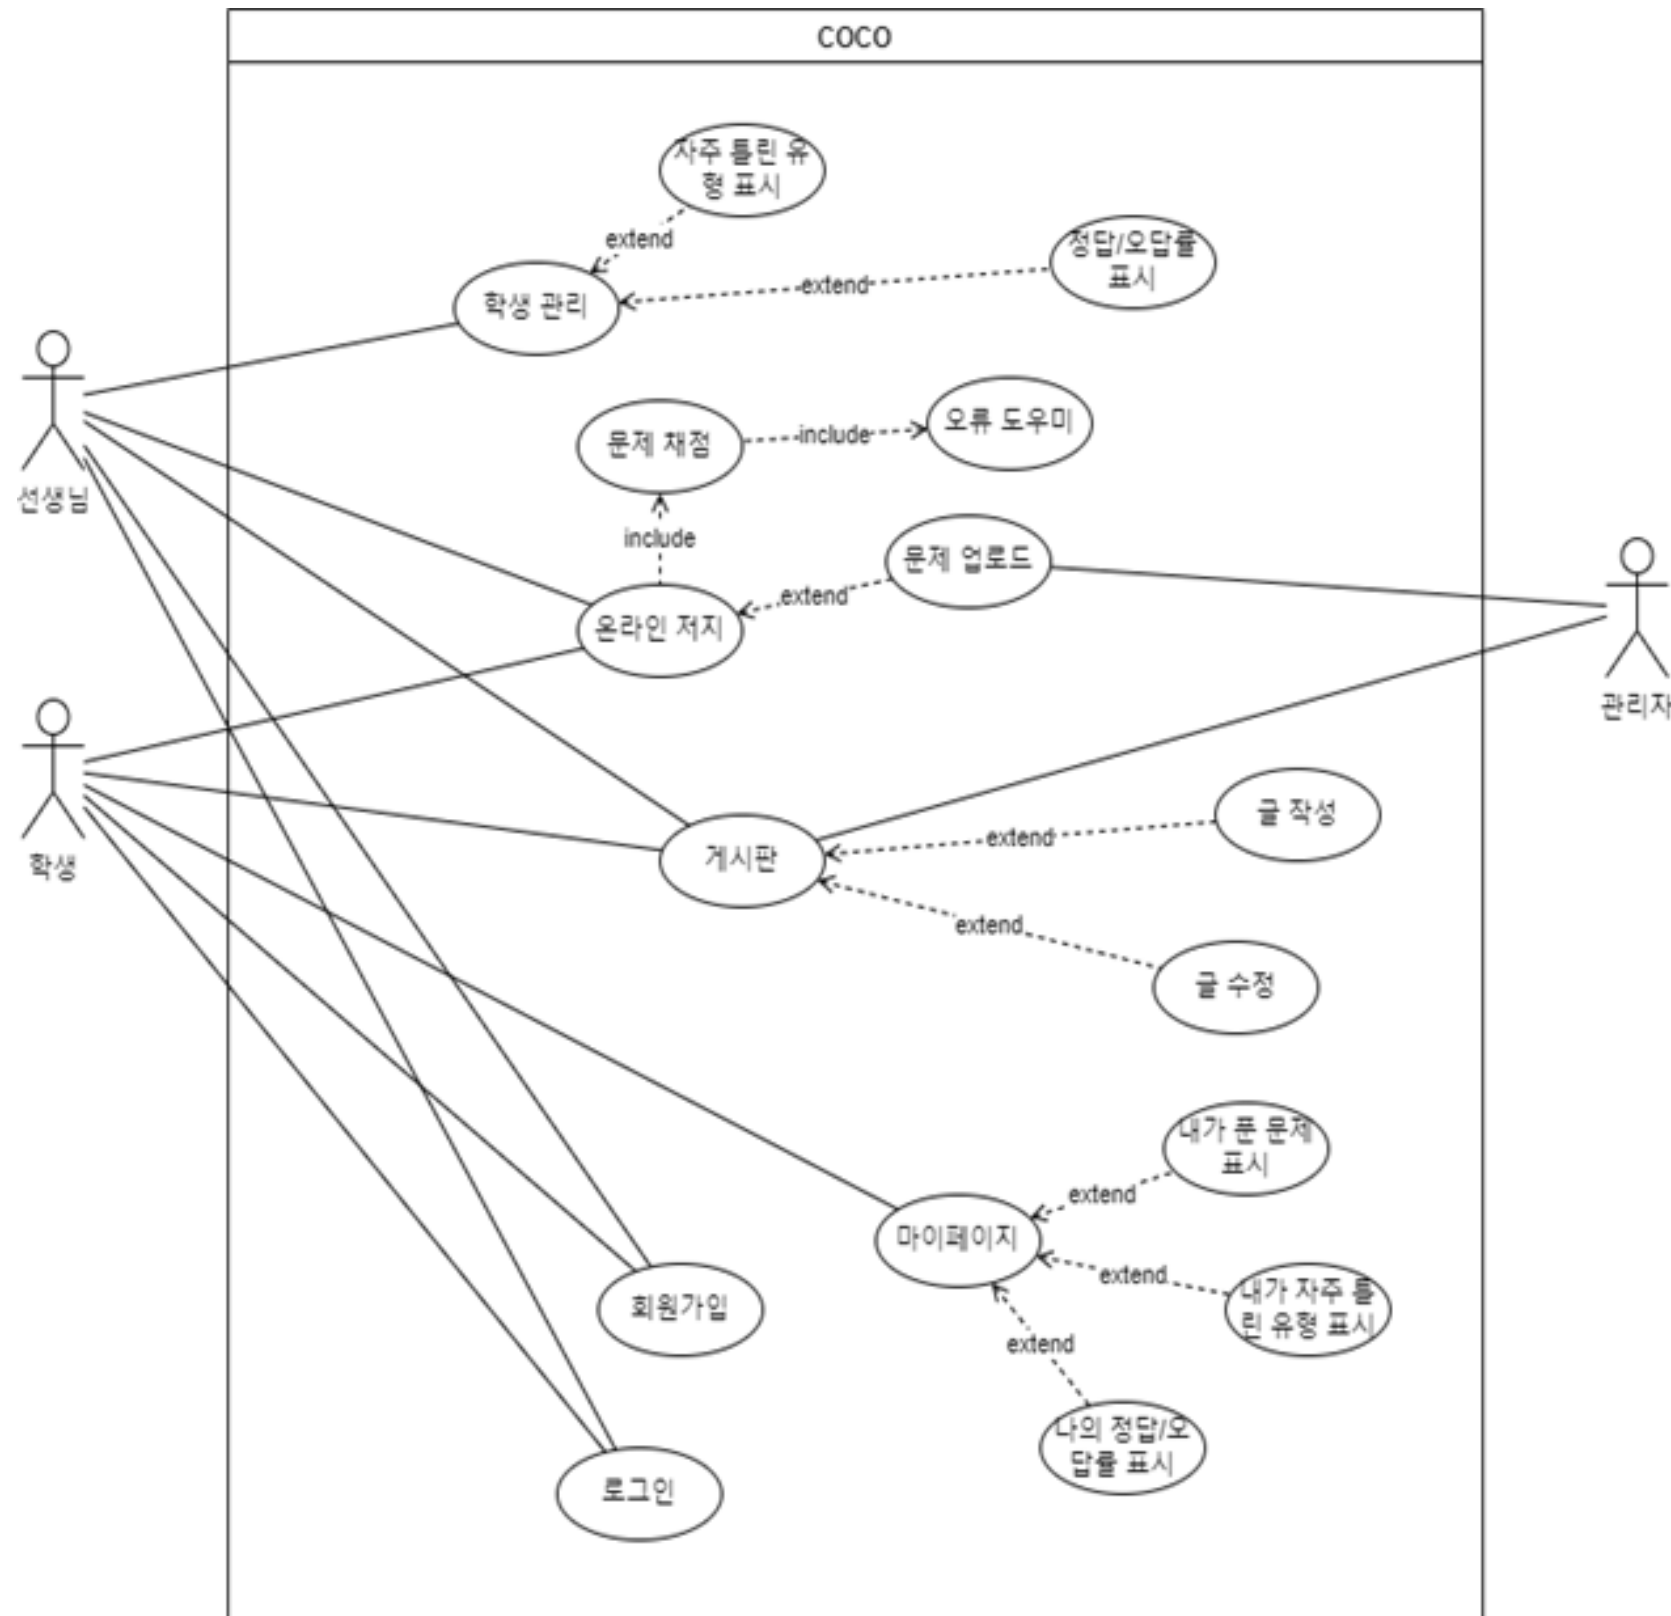 COCO
자주 틀린 유
형 표시
extend
정답/오답률
표시
extend
학생 관리
선생님
오류 도우미
문제 채점
include
include
문제 업로드
extend
온라인 저지
관리자
학생
글 작성
extend
게시판
extend
글 수정
내가 푼 문제
표시
extend
마이페이지
extend
내가 자주 틀
린 유형 표시
extend
회원가입
나의 정답/오
답률 표시
로그인